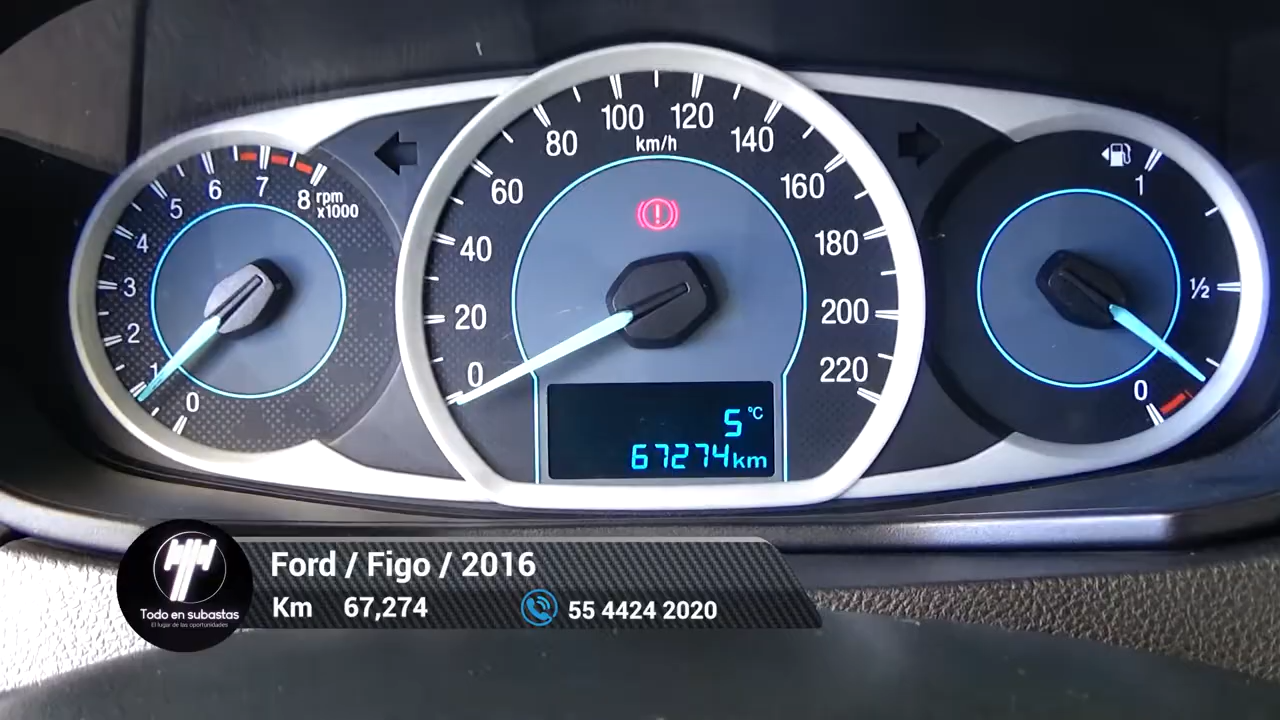 100 120
80 km/h 140
60 160
40 180
20 200
0 220
1 2 3 4 5 6 7 8 rpm
x1000
0
1
½
0
5 °C
67274 km
Ford / Figo / 2016
Km 67,274
55 4424 2020
Todo en subastas
El lugar de las oportunidades